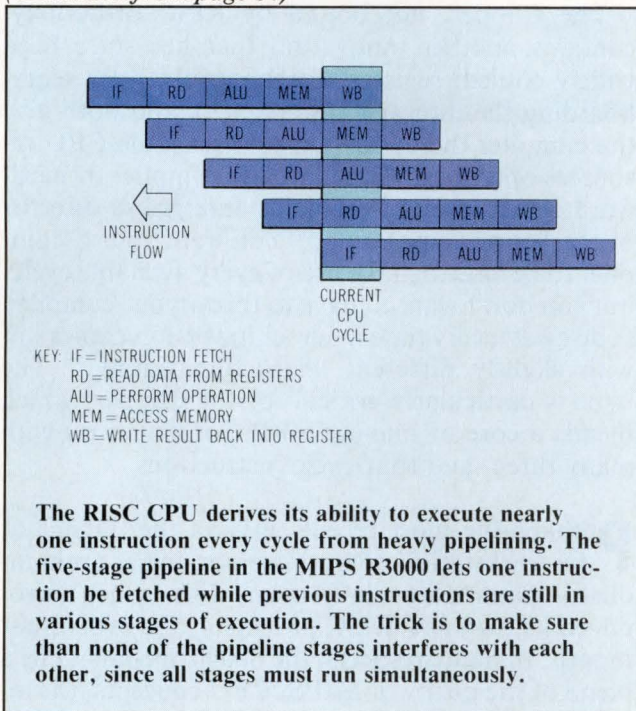 IF RD ALU MEM WB
IF RD ALU MEM WB
IF RD ALU MEM WB
IF RD ALU MEM WB
IF RD ALU MEM WB
INSTRUCTION
FLOW
CURRENT
CPU
CYCLE
KEY: IF=INSTRUCTION FETCH
RD=READ DATA FROM REGISTERS
ALU=PERFORM OPERATION
MEM=ACCESS MEMORY
WB=WRITE RESULT BACK INTO REGISTER
The RISC CPU derives its ability to execute nearly
one instruction every cycle from heavy pipelining. The
five-stage pipeline in the MIPS R3000 lets one instruc-
tion be fetched while previous instructions are still in
various stages of execution. The trick is to make sure
than none of the pipeline stages interferes with each
other, since all stages must run simultaneously.